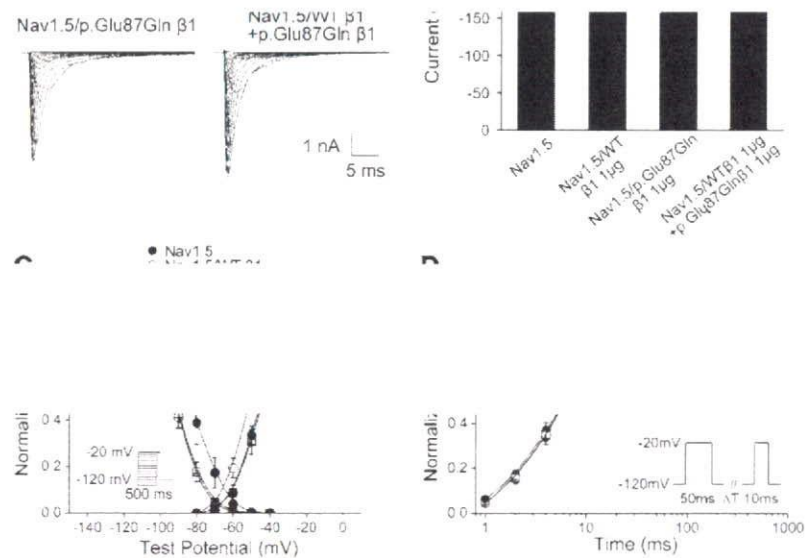 Nav1.5/p.Glu87Gln β1
Nav1.5/WT β1
+p.Glu87Gln β1
1 nA
5 ms
Current
-150
-100
-50
0
Nav1.5
Nav1.5/WT
β1 1µg
Nav1.5/p.Glu87Gln
β1 1µg
Nav1.5/WTβ1 1µg
+p.Glu87Glnβ1 1µg
Nav1.5
Normali
0.4
0.2
0.0
-20 mV
-120 mV
500 ms
-140 -120 -100 -80 -60 -40 -20 0
Test Potential (mV)
Normali
0.4
0.2
0.0
-20mV
-120mV
50ms ΔT 10ms
1 10 100 1000
Time (ms)